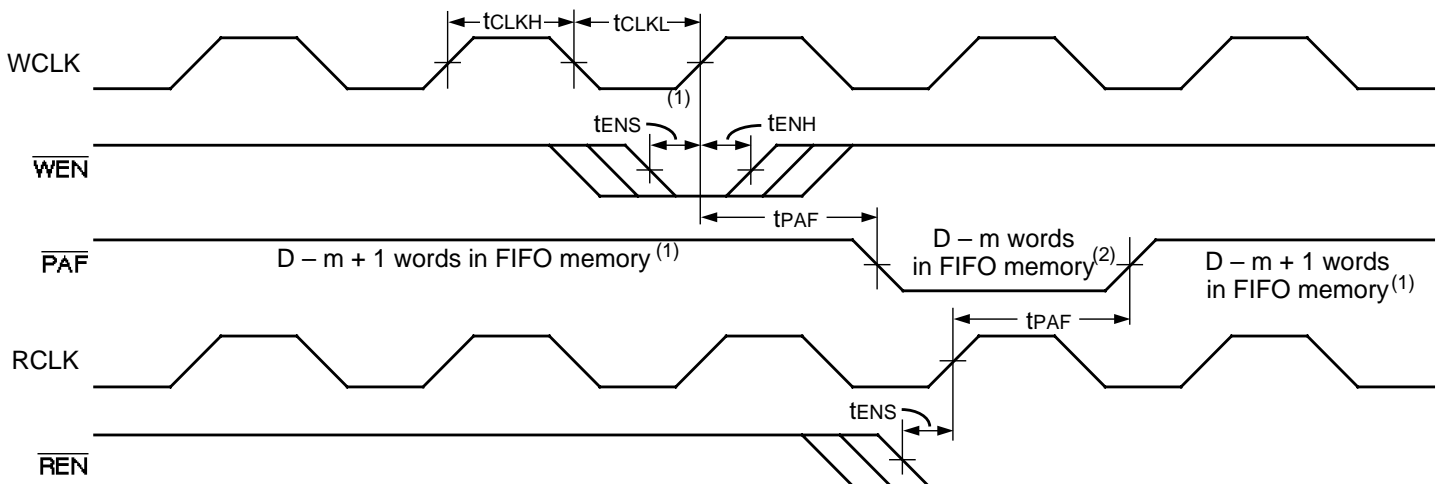 tCLKH
tCLKL
WCLK
(1)
tENS
tENH
WEN
tPAF
PAF
D – m + 1 words in FIFO memory (1)
D – m words
in FIFO memory(2)
D – m + 1 words
in FIFO memory(1)
tPAF
RCLK
tENS
REN